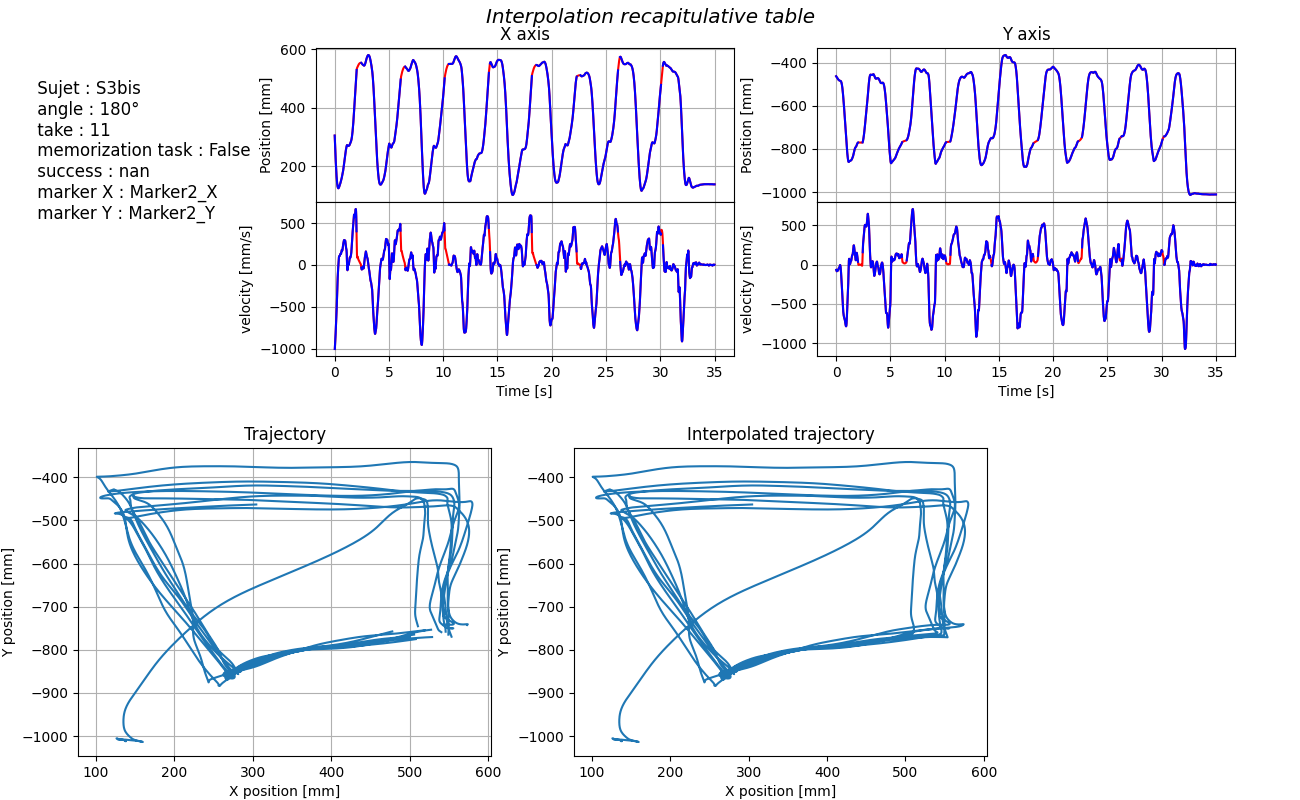 Interpolation recapitulative table
X axis
Y axis
Sujet : S3bis
angle : 180°
take : 11
memorization task : False
success : nan
marker X : Marker2_X
marker Y : Marker2_Y
Position [mm]
600
400
200
velocity [mm/s]
500
0
−500
−1000
0 5 10 15 20 25 30 35
Time [s]
Position [mm]
−400
−600
−800
−1000
velocity [mm/s]
500
0
−500
−1000
0 5 10 15 20 25 30 35
Time [s]
Trajectory
Y position [mm]
−400
−500
−600
−700
−800
−900
−1000
100 200 300 400 500 600
X position [mm]
Interpolated trajectory
Y position [mm]
−400
−500
−600
−700
−800
−900
−1000
100 200 300 400 500 600
X position [mm]